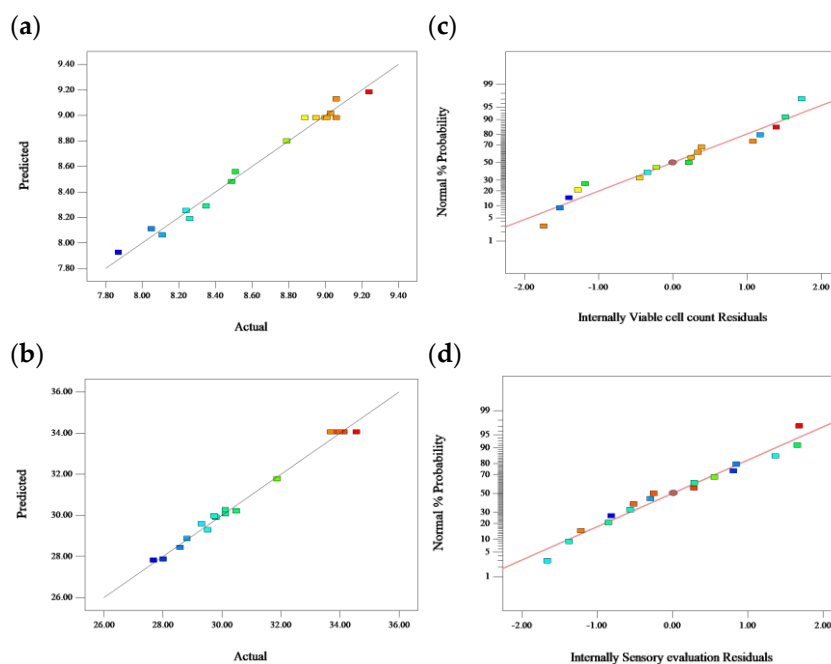 (a)
Predicted
9.40
9.20
9.00
8.80
8.60
8.40
8.20
8.00
7.80
7.80 8.00 8.20 8.40 8.60 8.80 9.00 9.20 9.40
Actual
(c)
Normal % Probability
99
95
90
80
70
50
30
20
10
5
1
-2.00 -1.00 0.00 1.00 2.00
Internally Viable cell count Residuals
(b)
Predicted
36.00
34.00
32.00
30.00
28.00
26.00
26.00 28.00 30.00 32.00 34.00 36.00
Actual
(d)
Normal % Probability
99
95
90
80
70
50
30
20
10
5
1
-2.00 -1.00 0.00 1.00 2.00
Internally Sensory evaluation Residuals